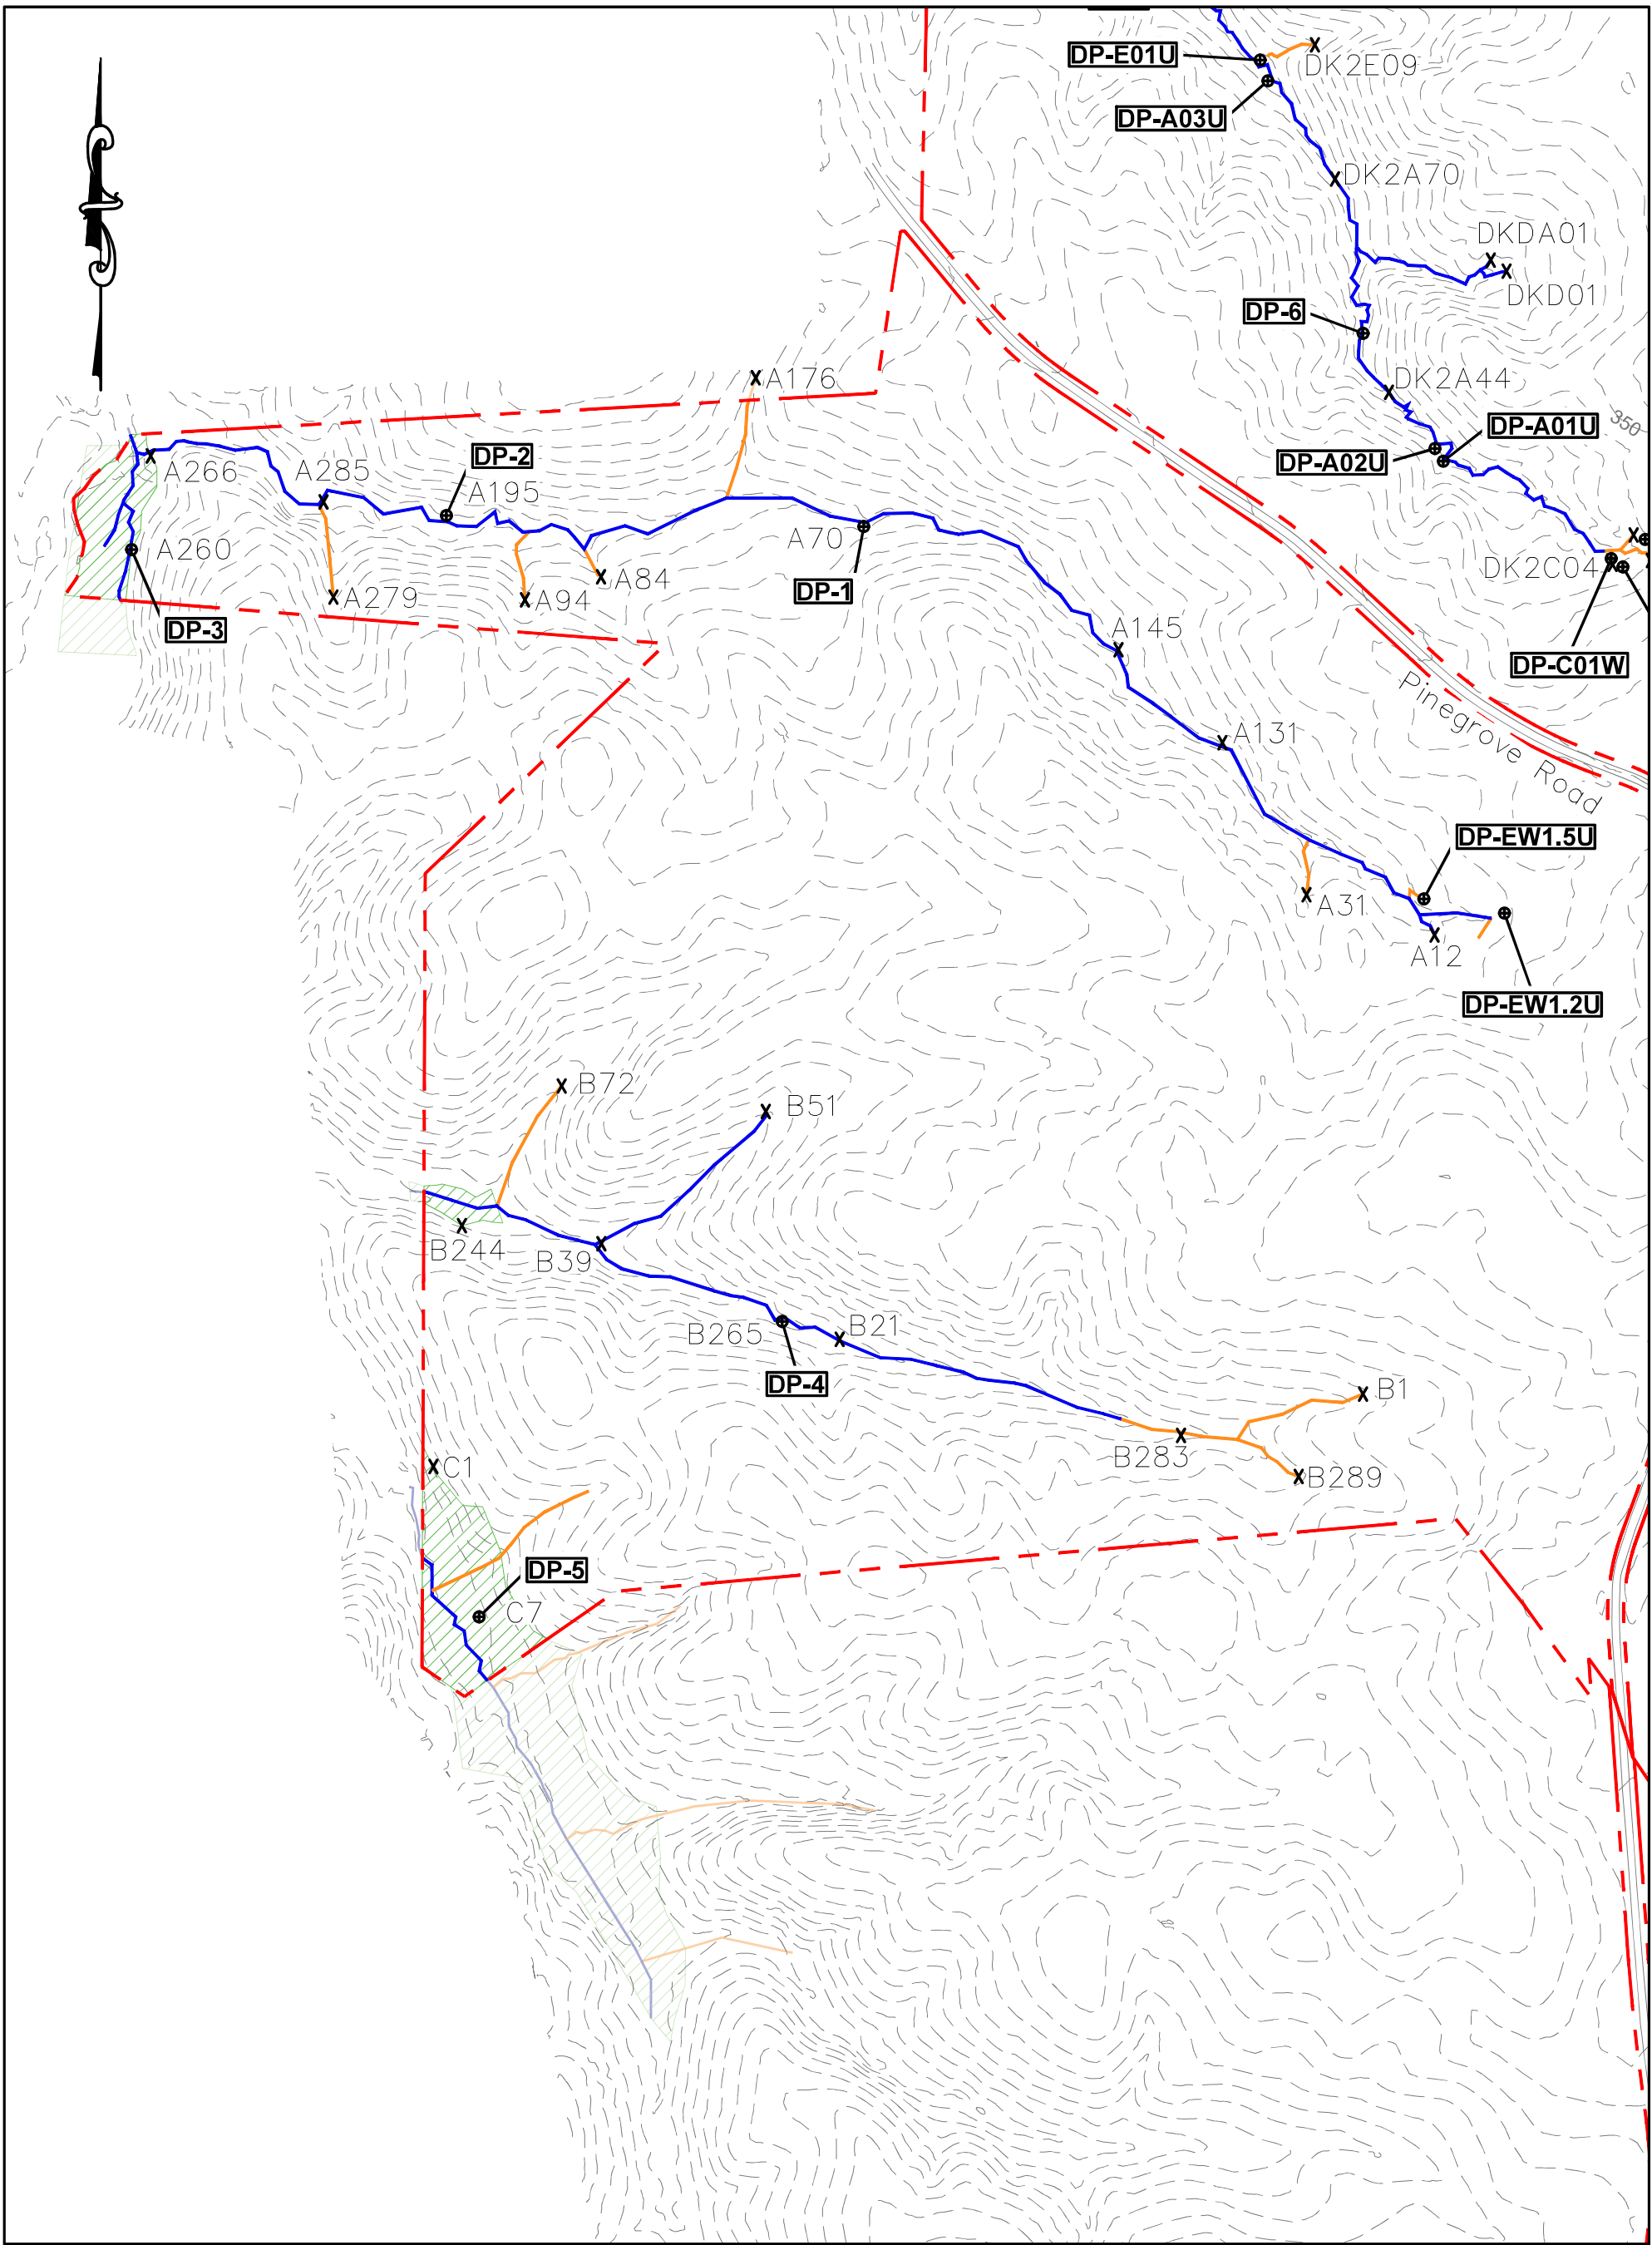 DP-E01U
DK2E09
DP-A03U
DK2A70
DKDA01
DKD01
DP-6
A176
DK2A44
350
DP-A01U
DP-2
DP-A02U
A266
A285
A195
A70
A260
DK2C04
A279
A94
A84
DP-1
DP-3
A145
DP-C01W
Pinegrove Road
A131
DP-EW1.5U
A31
A12
DP-EW1.2U
B72
B51
B244
B39
B265
B21
DP-4
B1
B283
C1
B289
DP-5
C7